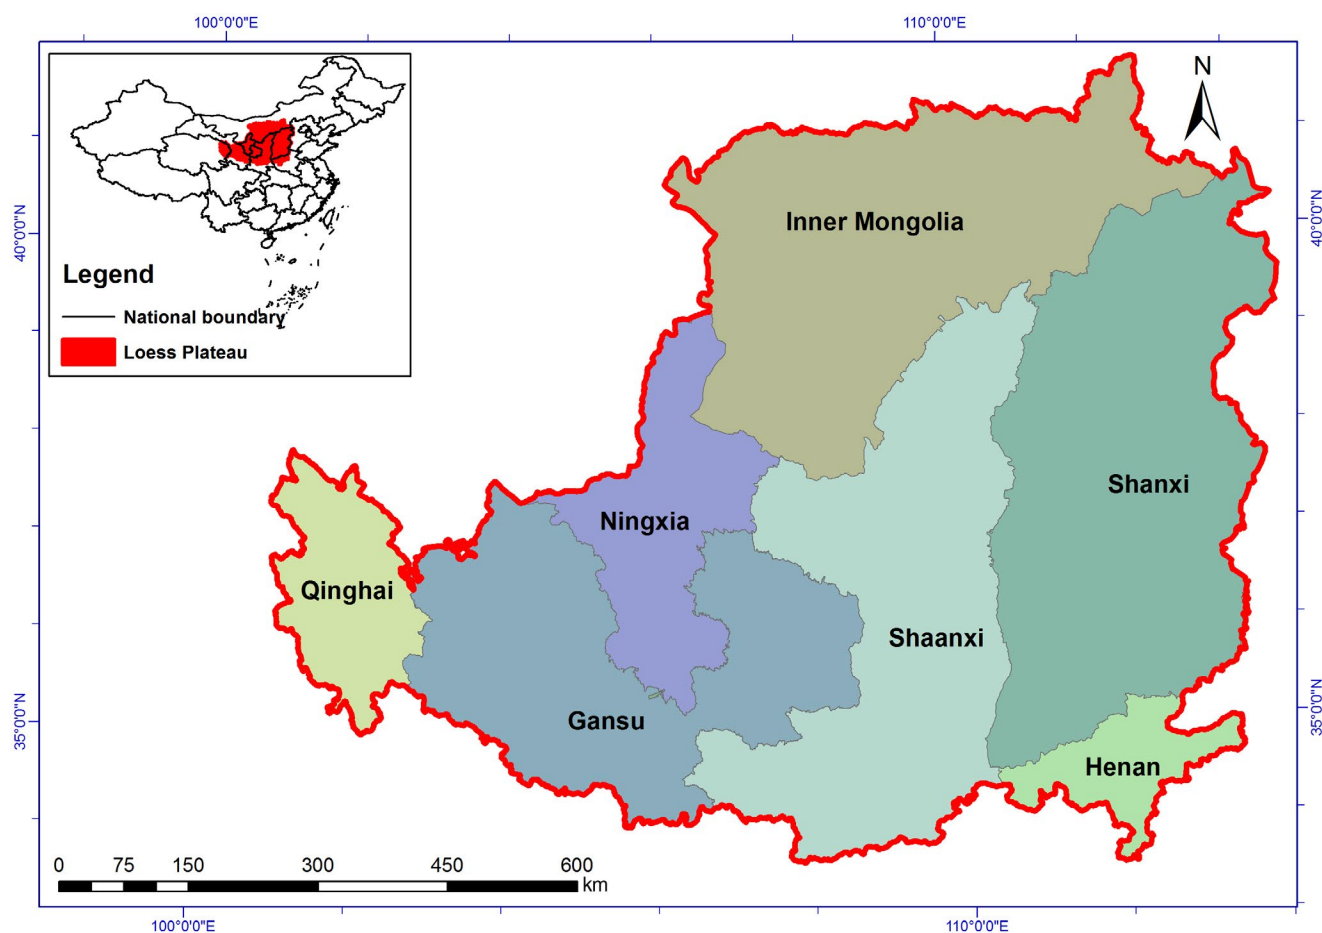 100°0'0"E
110°0'0"E
N
40°0'0"N
40°0'0"N
Inner Mongolia
Legend
National boundary
Loess Plateau
Shanxi
Ningxia
Qinghai
Shaanxi
35°0'0"N
35°0'0"N
Gansu
Henan
0 75 150 300 450 600
km
100°0'0"E
110°0'0"E